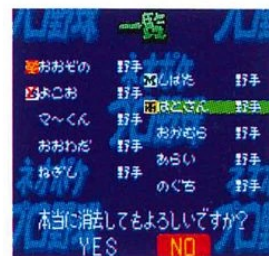 一覧
おおぞの 野手
よこお 野手
マ〜くん 野手
おおわだ 野手
ねぎし 野手
しばた 野手
はとさん 野手
おかむら 野手
あらい 野手
のぐち 野手
本当に消去してもよろしいですか?
YES NO